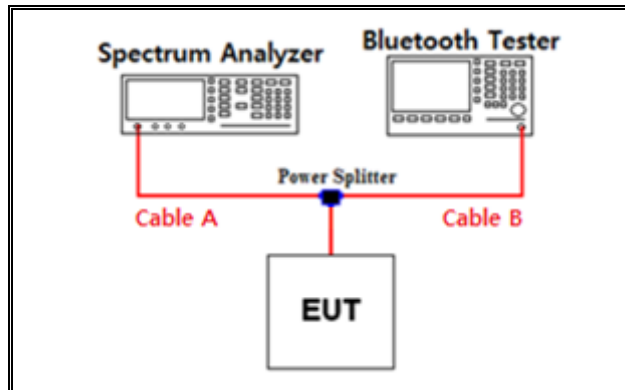 Spectrum Analyzer
Bluetooth Tester
Power Splitter
Cable A
Cable B
EUT